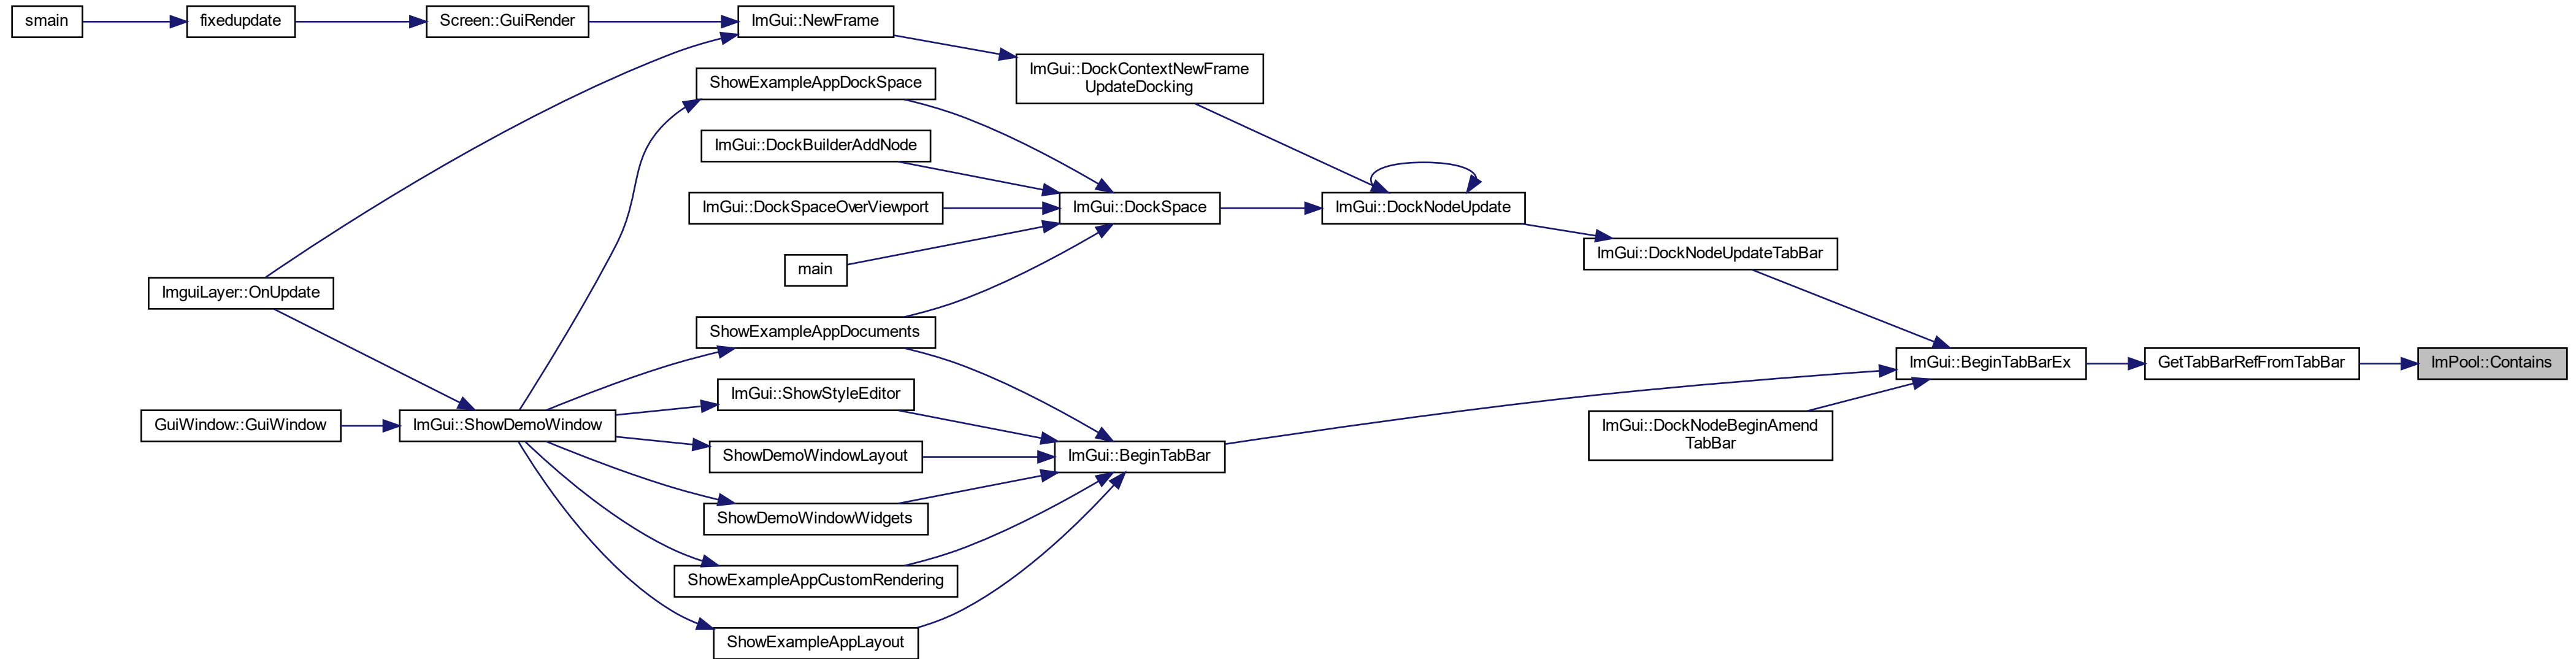 smain
fixedupdate
Screen::GuiRender
ImGui::NewFrame
ImGui::DockContextNewFrame
UpdateDocking
ShowExampleAppDockSpace
ImGui::DockBuilderAddNode
ImGui::DockSpaceOverViewport
ImGui::DockSpace
ImGui::DockNodeUpdate
ImGui::DockNodeUpdateTabBar
main
ImguiLayer::OnUpdate
ShowExampleAppDocuments
ImGui::BeginTabBarEx
GetTabBarRefFromTabBar
ImPool::Contains
ImGui::ShowStyleEditor
GuiWindow::GuiWindow
ImGui::ShowDemoWindow
ImGui::DockNodeBeginAmend
TabBar
ShowDemoWindowLayout
ImGui::BeginTabBar
ShowDemoWindowWidgets
ShowExampleAppCustomRendering
ShowExampleAppLayout